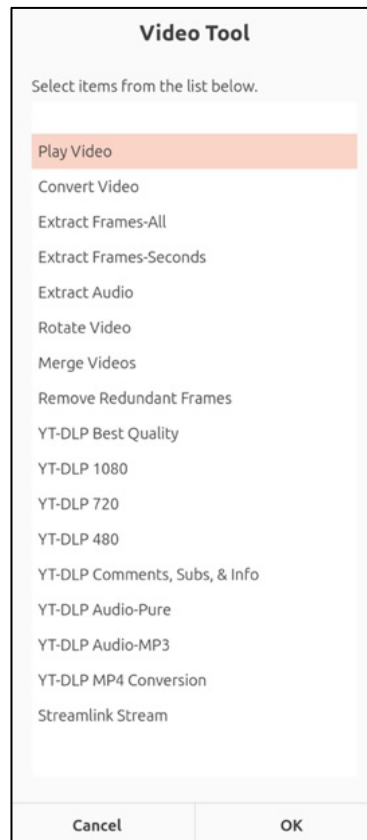 Video Tool
Select items from the list below.
Play Video
Convert Video
Extract Frames-All
Extract Frames-Seconds
Extract Audio
Rotate Video
Merge Videos
Remove Redundant Frames
YT-DLP Best Quality
YT-DLP 1080
YT-DLP 720
YT-DLP 480
YT-DLP Comments, Subs, & Info
YT-DLP Audio-Pure
YT-DLP Audio-MP3
YT-DLP MP4 Conversion
Streamlink Stream
Cancel OK